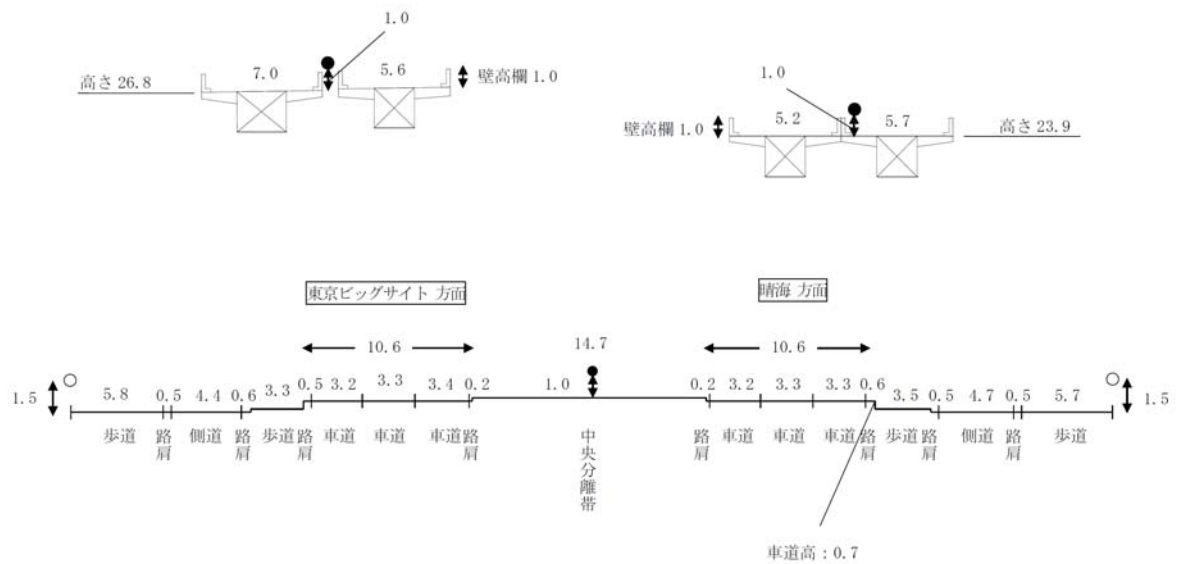 1.0
高さ 26.8
7.0
5.6
壁高欄 1.0
1.0
壁高欄 1.0
5.2
5.7
高さ 23.9
東京ビッグサイト 方面
晴海 方面
10.6
14.7
10.6
1.5
5.8
0.5
4.4
0.6
3.3
0.5
3.2
3.3
3.4
0.2
1.0
0.2
3.2
3.3
3.3
0.6
3.5
0.5
4.7
0.5
5.7
1.5
歩道
路肩
側道
路肩
歩道
路肩
車道
車道
車道
路肩
中央分離帯
路肩
車道
車道
車道
路肩
歩道
路肩
側道
路肩
歩道
車道高：0.7